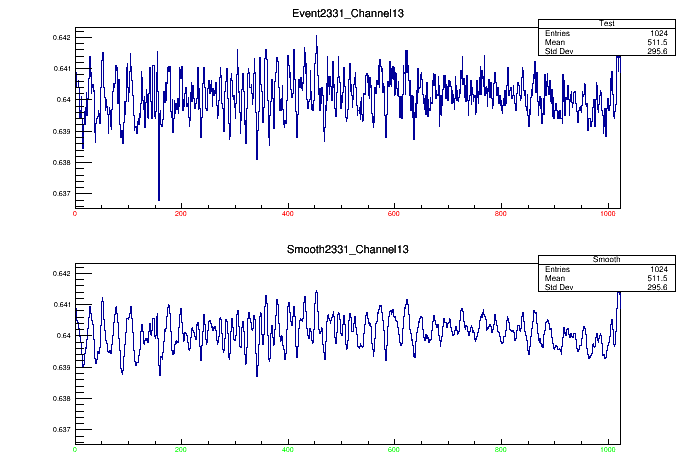 Event2331_Channel13
Test
Entries 1024
Mean 511.5
Std Dev 295.6
0.642
0.641
0.64
0.639
0.638
0.637
0 200 400 600 800 1000
Smooth2331_Channel13
Smooth
Entries 1024
Mean 511.5
Std Dev 295.6
0.642
0.641
0.64
0.639
0.638
0.637
0 200 400 600 800 1000